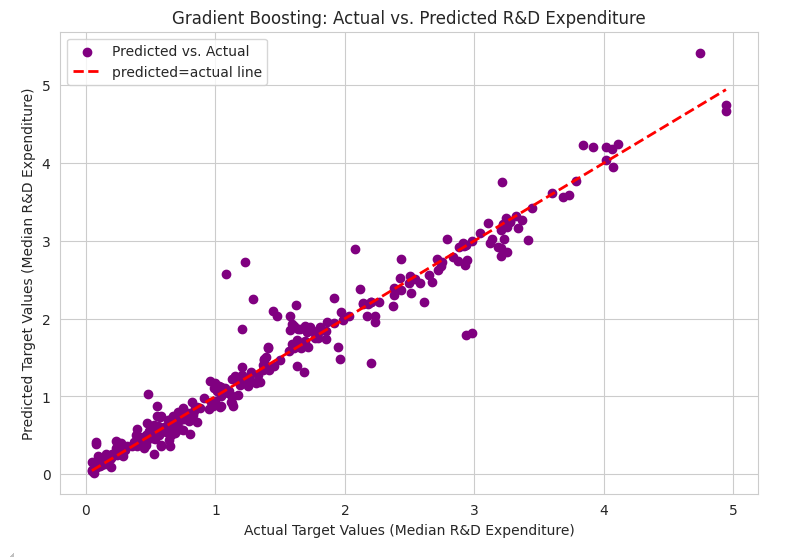 Gradient Boosting: Actual vs. Predicted R&D Expenditure
Predicted vs. Actual
predicted=actual line
Predicted Target Values (Median R&D Expenditure)
5
4
3
2
1
0
0 1 2 3 4 5
Actual Target Values (Median R&D Expenditure)